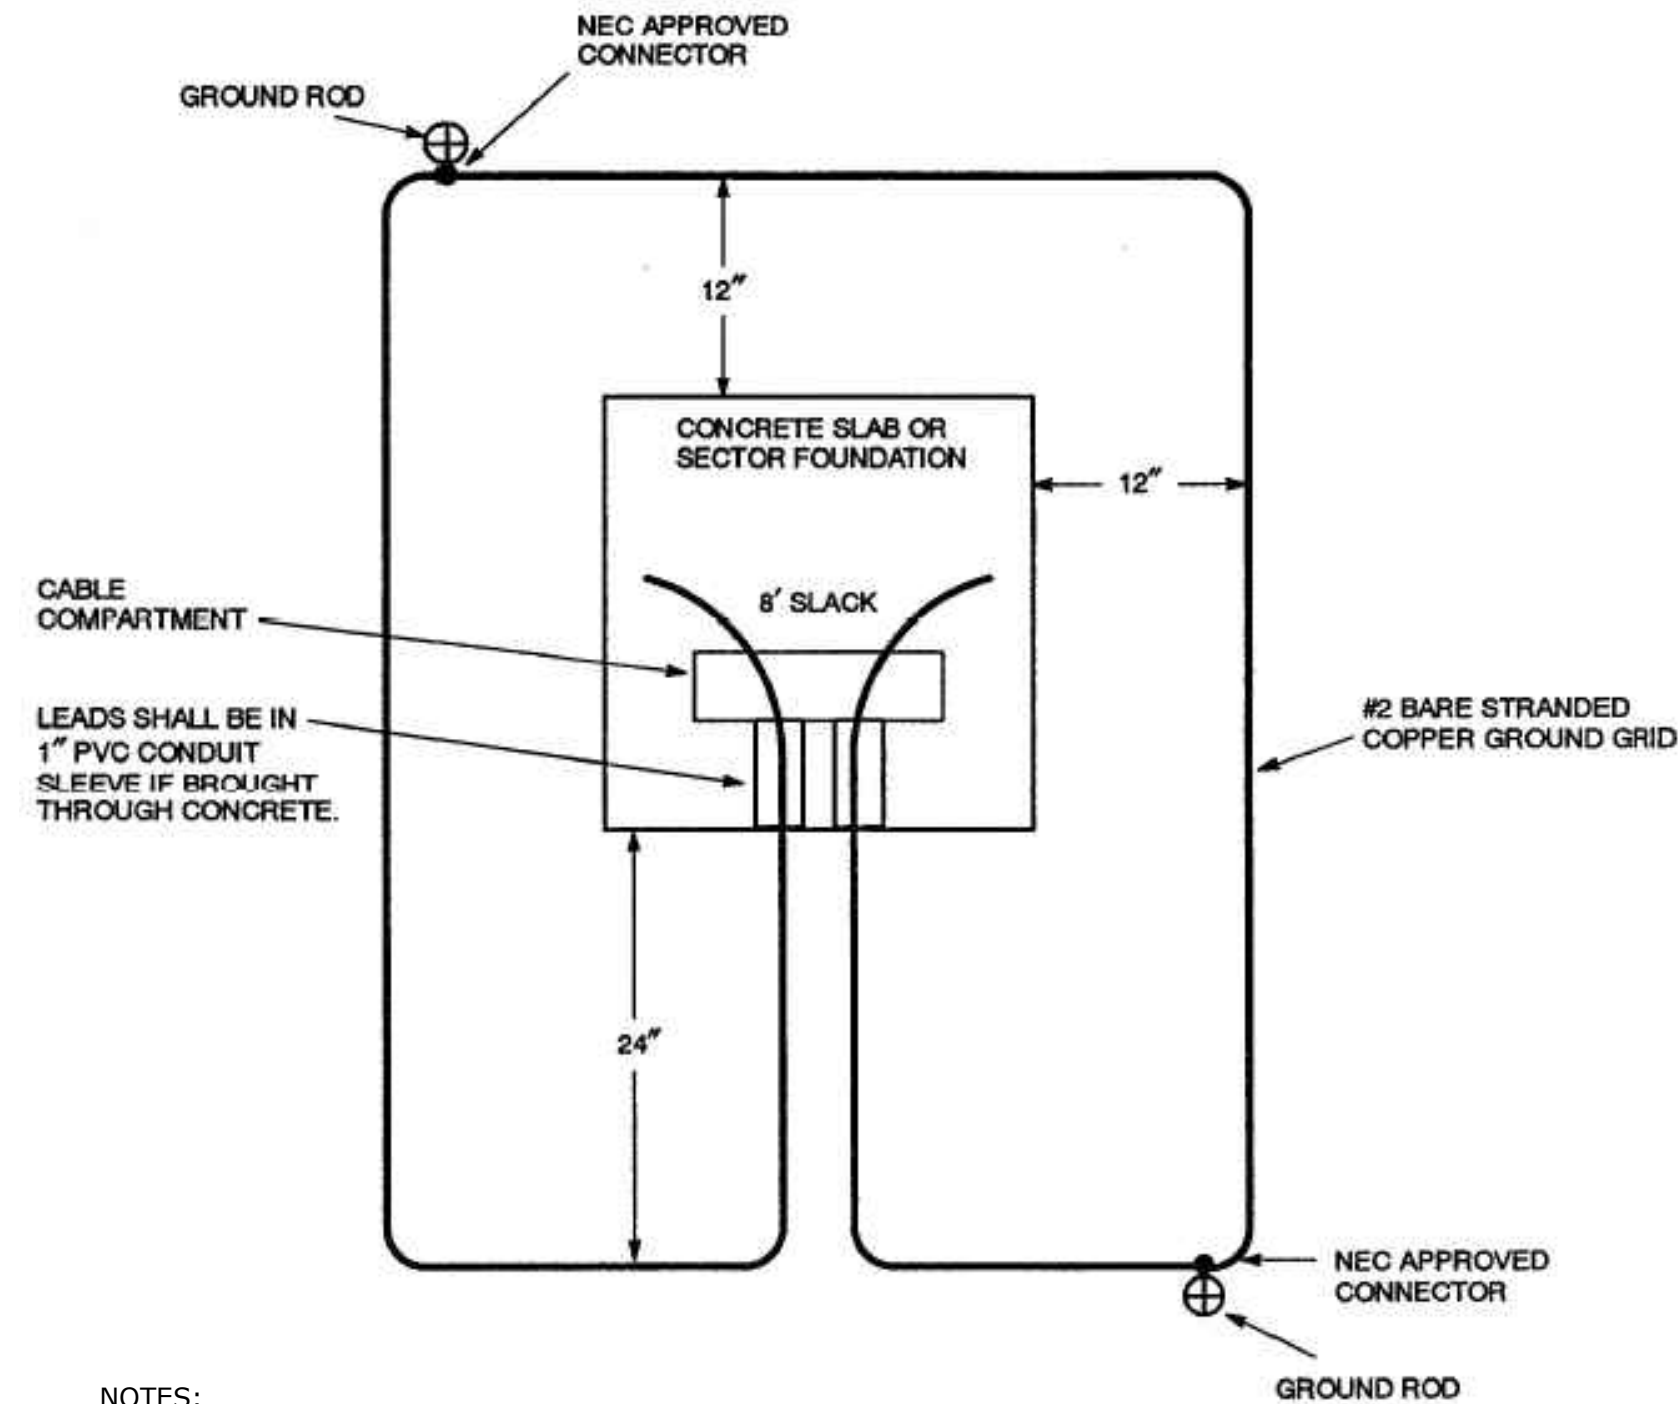 NEC APPROVED
CONNECTOR
GROUND ROD
12"
CONCRETE SLAB OR
SECTOR FOUNDATION
12"
CABLE
COMPARTMENT
8' SLACK
LEADS SHALL BE IN
1" PVC CONDUIT
SLEEVE IF BROUGHT
THROUGH CONCRETE.
#2 BARE STRANDED
COPPER GROUND GRID
24"
NEC APPROVED
CONNECTOR
GROUND ROD
NOTES: